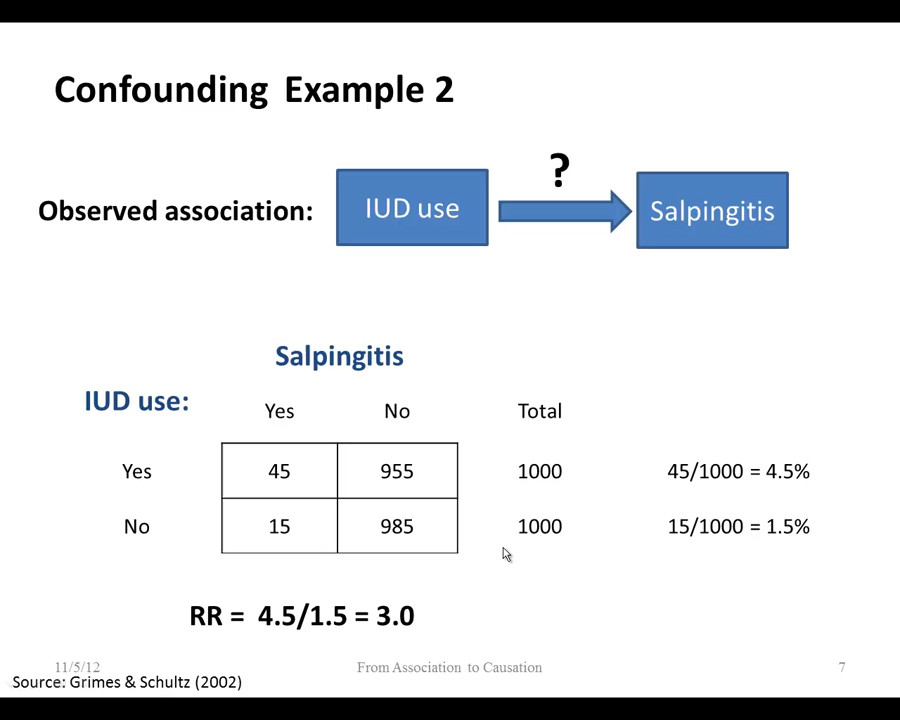 Confounding Example 2
?
Observed association: IUD use Salpingitis
Salpingitis
IUD use:
Yes No Total
Yes 45 955 1000 45/1000 = 4.5%
No 15 985 1000 15/1000 = 1.5%
RR = 4.5/1.5 = 3.0
11/5/12 From Association to Causation 7
Source: Grimes & Schultz (2002)